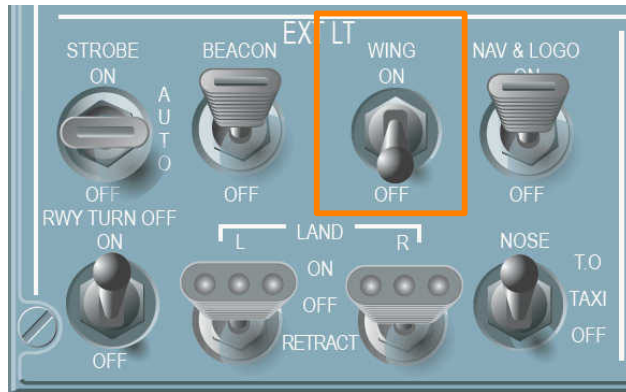 EXT LT
STROBE
ON
AUTO
OFF
BEACON
OFF
WING
ON
OFF
NAV & LOGO
ON
OFF
RWY TURN OFF
ON
OFF
L LAND R
ON
OFF
RETRACT
NOSE
T.O
TAXI
OFF